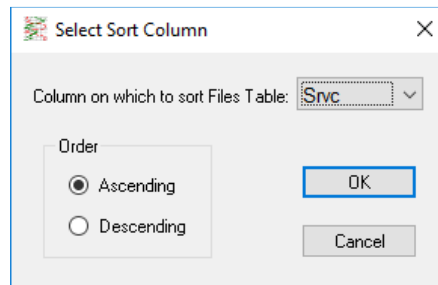 Select Sort Column
Column on which to sort Files Table: Srvc
Order
Ascending
Descending
OK
Cancel